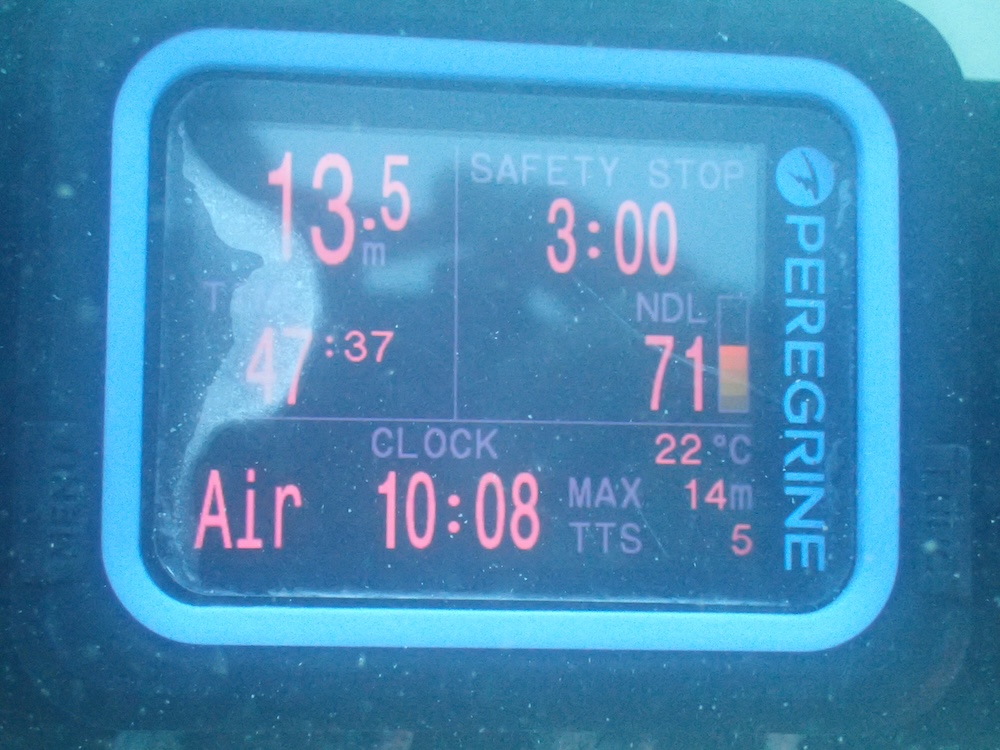 13.5 m
SAFETY STOP
3:00
NDL
71
47:37
CLOCK
22 °C
Air
10:08
MAX 14m
TTS 5
PEREGRINE